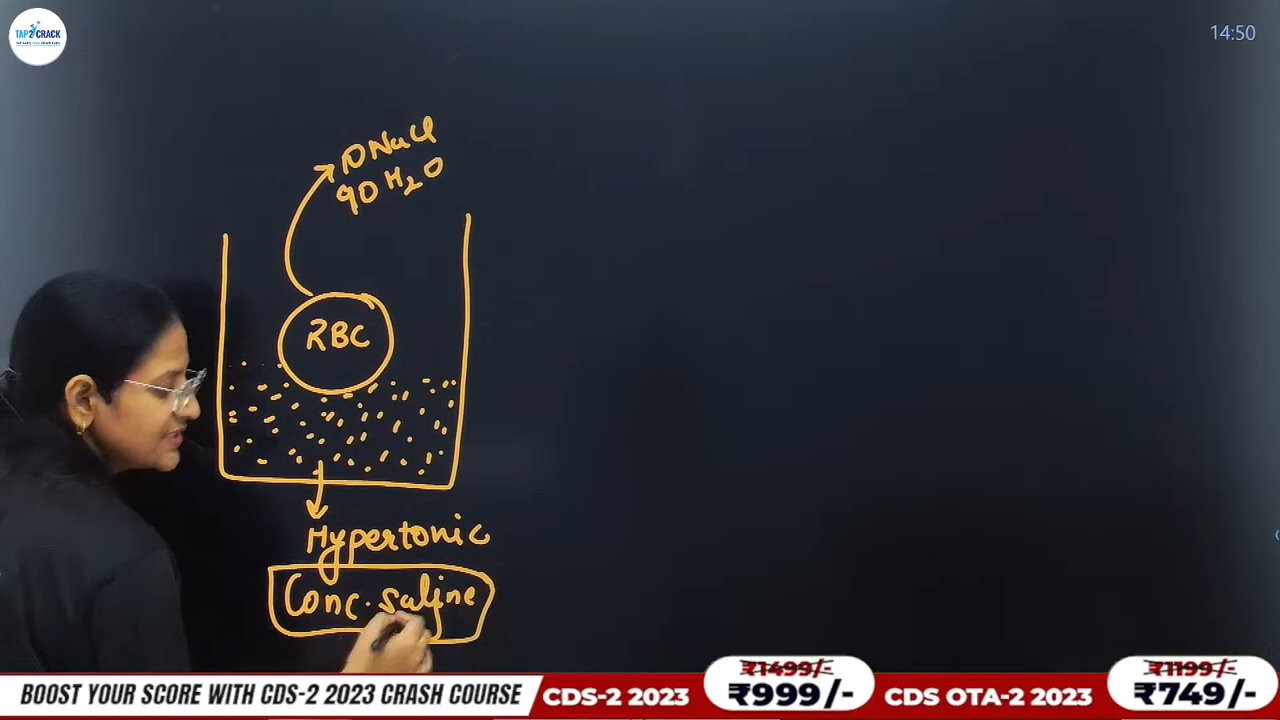 TAP2CRACK
14:50
10 NaCl
90 H2O
RBC
Hypertonic
Conc. saline
BOOST YOUR SCORE WITH CDS-2 2023 CRASH COURSE
CDS-2 2023
₹1499/-
₹999/-
CDS OTA-2 2023
₹1199/-
₹749/-